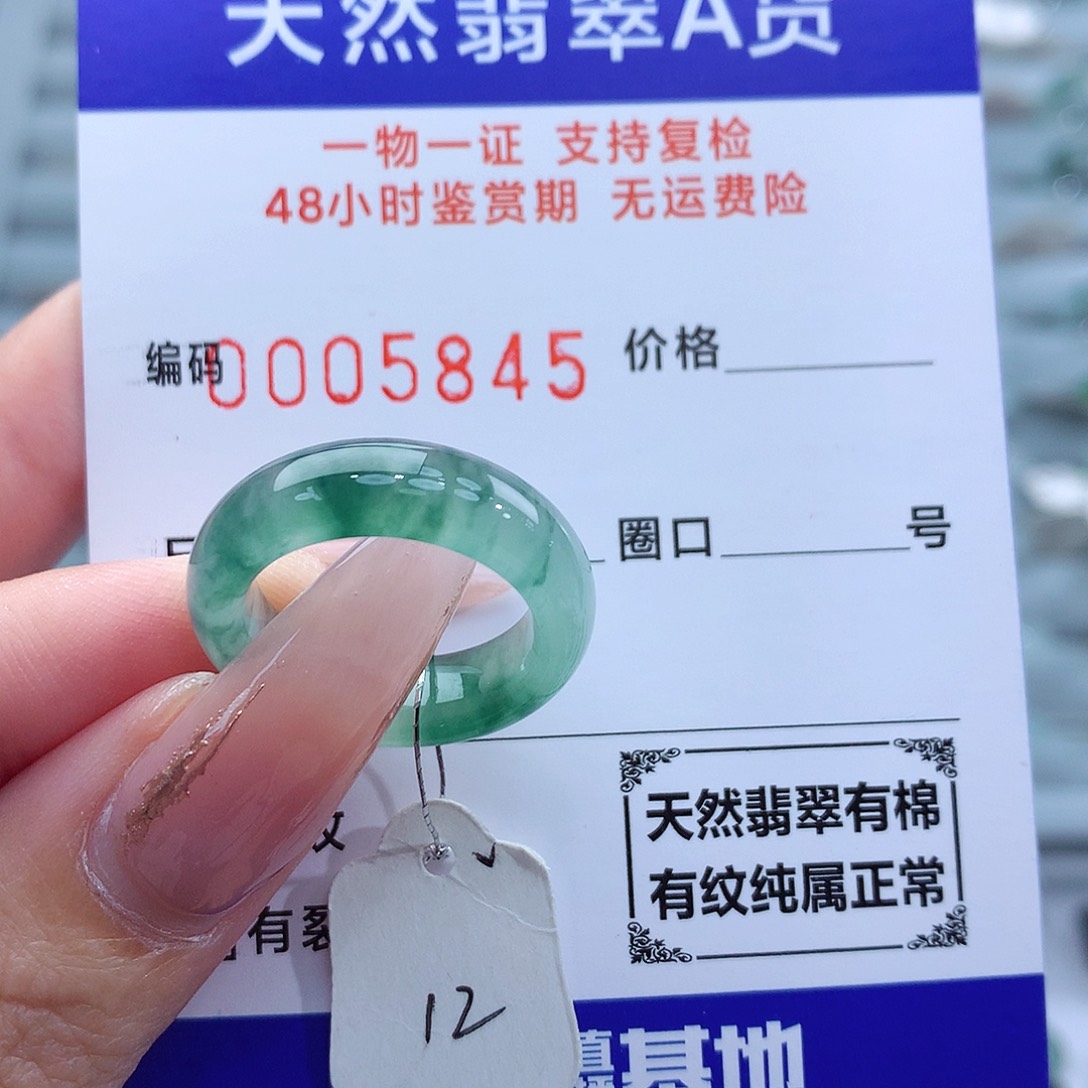 天然翡翠A货
一物一证 支持复检
48小时鉴赏期 无运费险
编码0005845 价格
圈口 号
天然翡翠有棉
有纹纯属正常
有裂
12
基地